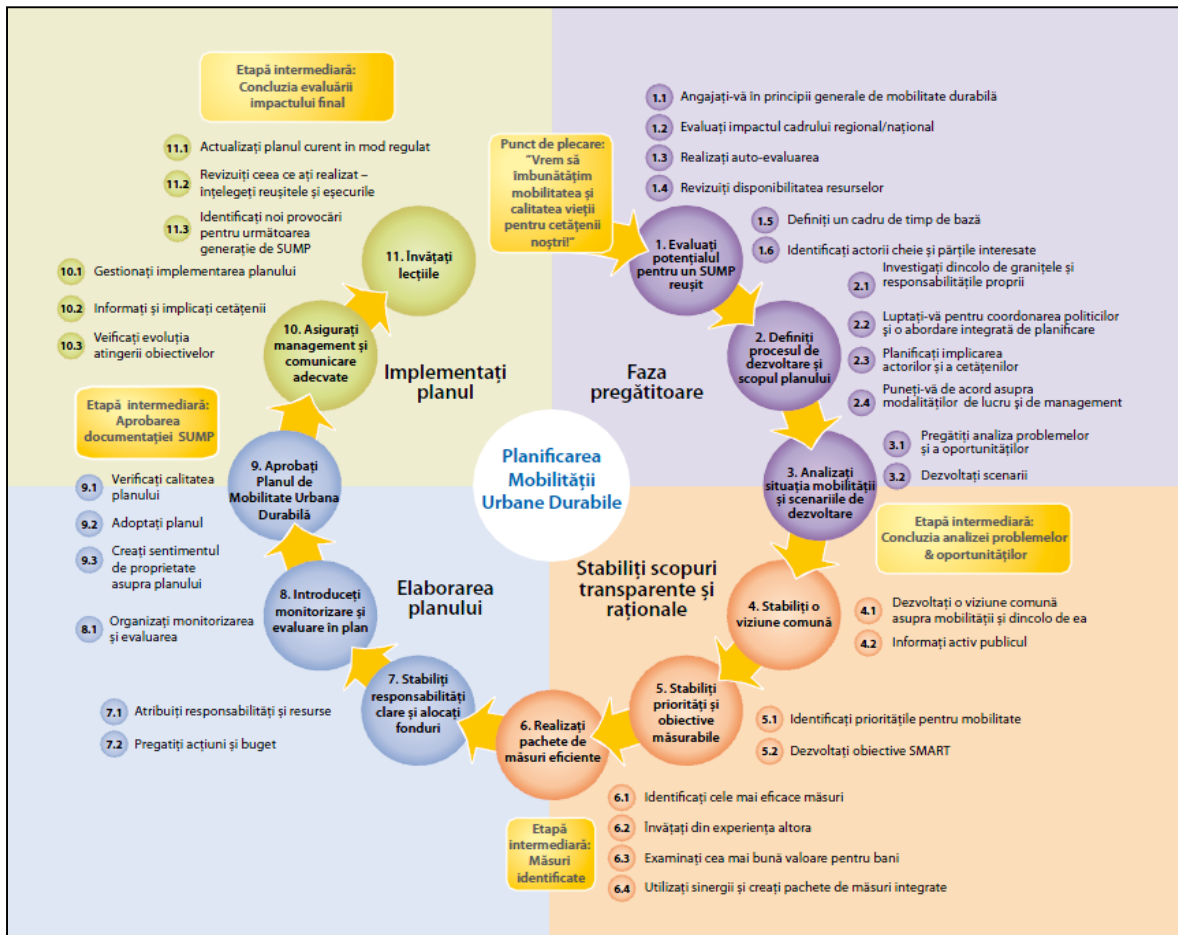 Punct de plecare:
"Vrem să
îmbunătățim
mobilitatea și
calitatea vieții
pentru cetățenii
noștri!"
1.1 Angajați-vă în principii generale de mobilitate durabilă
1.2 Evaluați impactul cadrului regional/național
1.3 Realizați auto-evaluarea
1.4 Revizuiți disponibilitatea resurselor
1.5 Definiți un cadru de timp de bază
1.6 Identificați actorii cheie și părțile interesate
1. Evaluați
potențialul
pentru un SUMP
reușit
2.1 Investigați dincolo de granițele și
responsabilitățile proprii
2.2 Luptați-vă pentru coordonarea politicilor
și o abordare integrată de planificare
2.3 Planificați implicarea
actorilor și a cetățenilor
2.4 Puneți-vă de acord asupra
modalităților de lucru și de management
2. Definiți
procesul de
dezvoltare și
scopul planului
Faza
pregătitoare
3.1 Pregătiți analiza problemelor
și a oportunităților
3.2 Dezvoltați scenarii
3. Analizați
situația mobilității
și scenariile de
dezvoltare
Etapă intermediară:
Concluzia analizei problemelor
& oportunităților
Planificarea
Mobilității
Urbane Durabile
Stabiliți scopuri
transparente și
raționale
4. Stabiliți o
viziune comună
4.1 Dezvoltați o viziune comună
asupra mobilității și dincolo de ea
4.2 Informați activ publicul
5. Stabiliți
priorități și
obiective
măsurabile
5.1 Identificați prioritățile pentru mobilitate
5.2 Dezvoltați obiective SMART
6. Realizați
pachete de
măsuri eficiente
6.1 Identificați cele mai eficace măsuri
6.2 Învățați din experiența altora
6.3 Examinați cea mai bună valoare pentru bani
6.4 Utilizați sinergii și creați pachete de măsuri integrate
Etapă
intermediară:
Măsuri
identificate
7. Stabiliți
responsabilități
clare și alocați
fonduri
7.1 Atribuiți responsabilități și resurse
7.2 Pregatiți acțiuni și buget
Elaborarea
planului
8. Introduceți
monitorizare și
evaluare în plan
8.1 Organizați monitorizarea
și evaluarea
9. Aprobați
Planul de
Mobilitate Urbana
Durabilă
9.1 Verificați calitatea
planului
9.2 Adoptați planul
9.3 Creați sentimentul
de proprietate
asupra planului
Etapă intermediară:
Aprobarea
documentației SUMP
Implementați
planul
10. Asigurați
management și
comunicare
adecvate
10.1 Gestionați implementarea planului
10.2 Informați și implicați cetățenii
10.3 Veificați evoluția
atingerii obiectivelor
11. Învățați
lecțiile
11.1 Actualizați planul curent in mod regulat
11.2 Revizuiți ceea ce ați realizat –
înțelegeți reușitele și eșecurile
11.3 Identificați noi provocări
pentru următoarea
generație de SUMP
Etapă intermediară:
Concluzia evaluării
impactului final